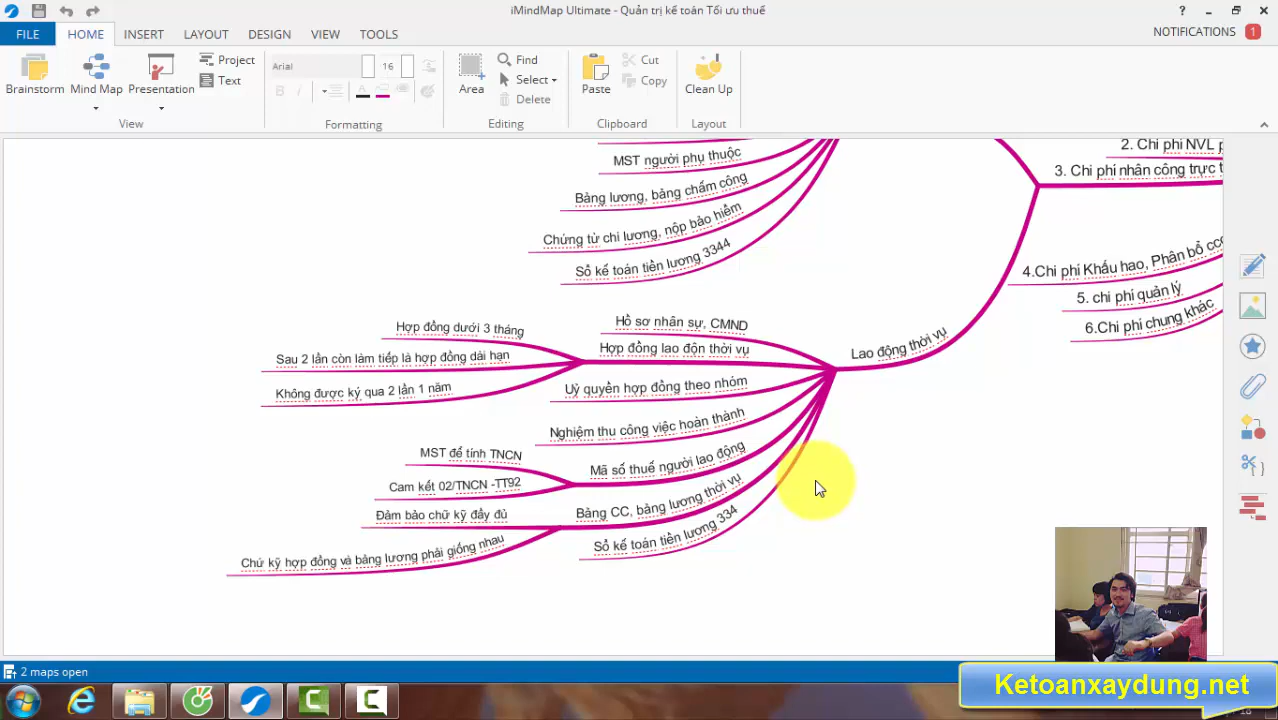 iMindMap Ultimate - Quản trị kế toán Tối ưu thuế
FILE
HOME
INSERT
LAYOUT
DESIGN
VIEW
TOOLS
NOTIFICATIONS 1
Brainstorm
Mind Map
Presentation
Project
Text
View
Arial
16
B I
A
Formatting
Area
Find
Select
Delete
Editing
Paste
Cut
Copy
Clipboard
Clean Up
Layout
MST người phụ thuộc
Bảng lương, bảng chấm công
Chứng từ chi lương, nộp bảo hiểm
Sổ kế toán tiền lương 3344
2. Chi phí NVL
3. Chi phí nhân công trực
4.Chi phí Khấu hao, Phân bổ
5. chi phí quản lý
6.Chi phí chung khác
Lao động thời vụ
Hồ sơ nhân sự, CMND
Hợp đồng lao độn thời vụ
Hợp đồng dưới 3 tháng
Sau 2 lần còn làm tiếp là hợp đồng dài hạn
Không được ký qua 2 lần 1 năm
Uỷ quyền hợp đồng theo nhóm
Nghiệm thu công việc hoàn thành
Mã số thuế người lao động
MST để tính TNCN
Cam kết 02/TNCN -TT92
Bảng CC, bảng lương thời vụ
Đảm bảo chữ ký đầy đủ
Chứ ký hợp đồng và bảng lương phải giống nhau
Sổ kế toán tiền lương 334
2 maps open
Ketoanxaydung.net